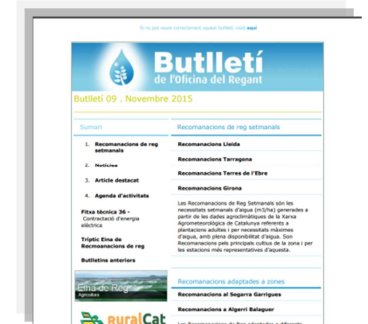 Si no pot veure correctament aquest butlletí, cliqui aquí
Butlletí
de l'Oficina del Regant
Butlletí 09 . Novembre 2015
Sumari
1. Recomanacions de reg
setmanals
2. Notícies
3. Article destacat
4. Agenda d'activitats
Fitxa tècnica 36 -
Contractació d'energia
elèctrica
Tríptic Eina de
Recmoanacions de reg
Butlletins anteriors
Eina de Reg
Agricultura
RuralCat
Recomanacions de reg setmanals
Recomanacions Lleida
Recomanacions Tarragona
Recomanacions Terres de l'Ebre
Recomanacions Girona
Les Recomanacions de Reg Setmanals són les
necessitats setmanals d'aigua (m3/ha) generades a
partir de les dades agroclimàtiques de la Xarxa
Agrometeorològica de Catalunya referents a
plantacions adultes i per necessitats màximes
d'aigua, amb plena disponibilitat d'aigua. Son
Recomanacions pels principals cultius de la zona i per
les estacions més representatives d'aquesta.
Recomanacions adaptades a zones
Recomanacions al Segarra Garrigues
Recomanacions a Algerri Balaguer